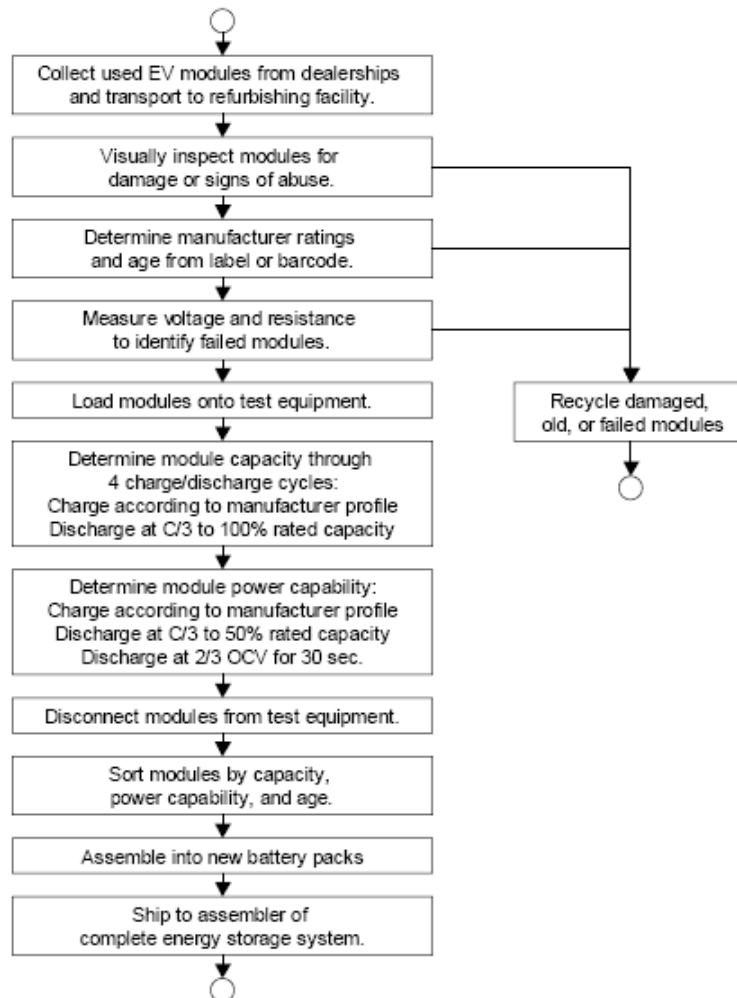 Collect used EV modules from dealerships
and transport to refurbishing facility.
Visually inspect modules for
damage or signs of abuse.
Determine manufacturer ratings
and age from label or barcode.
Measure voltage and resistance
to identify failed modules.
Load modules onto test equipment.
Recycle damaged,
old, or failed modules
Determine module capacity through
4 charge/discharge cycles:
Charge according to manufacturer profile
Discharge at C/3 to 100% rated capacity
Determine module power capability:
Charge according to manufacturer profile
Discharge at C/3 to 50% rated capacity
Discharge at 2/3 OCV for 30 sec.
Disconnect modules from test equipment.
Sort modules by capacity,
power capability, and age.
Assemble into new battery packs
Ship to assembler of
complete energy storage system.